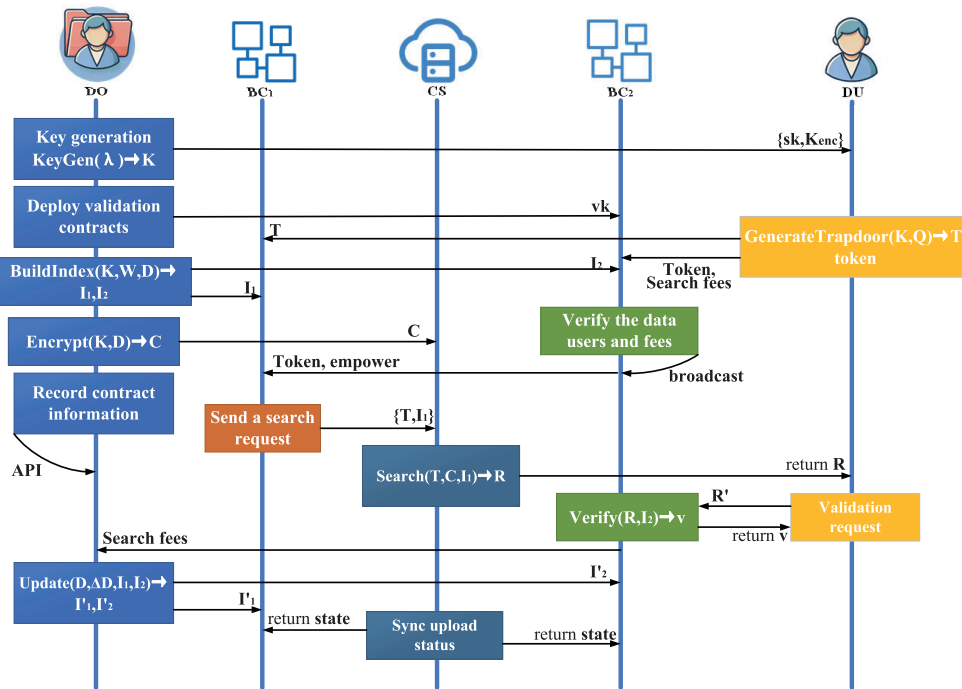 DO
BC₁
CS
BC₂
DU
Key generation
KeyGen(λ)→K
{sk,Kenc}
Deploy validation
contracts
vk
T
GenerateTrapdoor(K,Q)→T
token
BuildIndex(K,W,D)→
I₁,I₂
I₂
I₁
Token,
Search fees
Encrypt(K,D)→C
C
Verify the data
users and fees
Token, empower
broadcast
Record contract
information
API
Send a search
request
{T,I₁}
Search(T,C,I₁)→R
return R
Verify(R,I₂)→v
R'
return v
Validation
request
Search fees
Update(D,ΔD,I₁,I₂)→
I'₁,I'₂
I'₂
I'₁
return state
Sync upload
status
return state